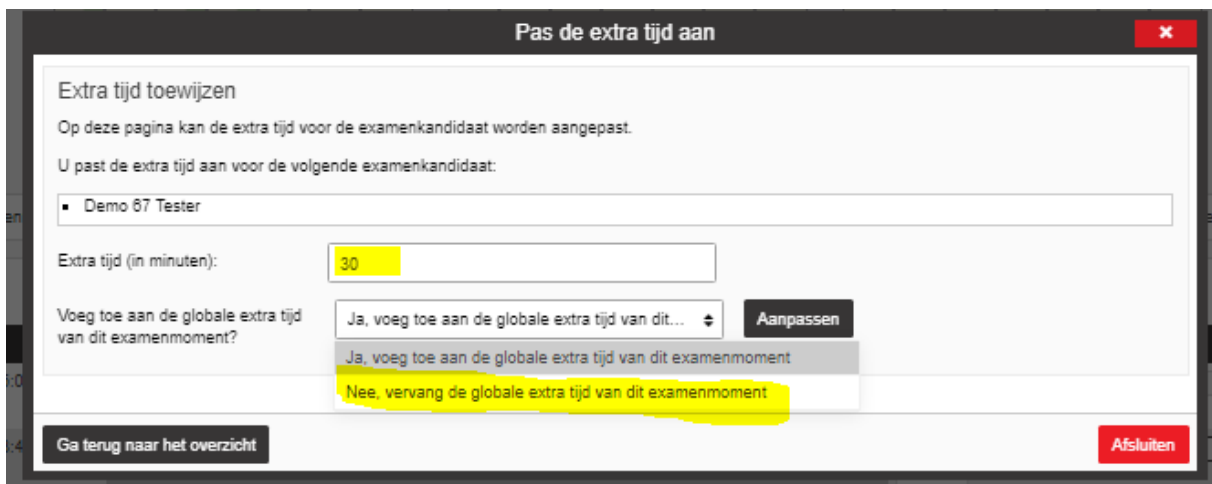 Pas de extra tijd aan
Extra tijd toewijzen
Op deze pagina kan de extra tijd voor de examenkandidaat worden aangepast.
U past de extra tijd aan voor de volgende examenkandidaat:
▪ Demo 67 Tester
Extra tijd (in minuten):
30
Voeg toe aan de globale extra tijd
van dit examenmoment?
Ja, voeg toe aan de globale extra tijd van dit...
Aanpassen
Ja, voeg toe aan de globale extra tijd van dit examenmoment
Nee, vervang de globale extra tijd van dit examenmoment
Ga terug naar het overzicht
Afsluiten